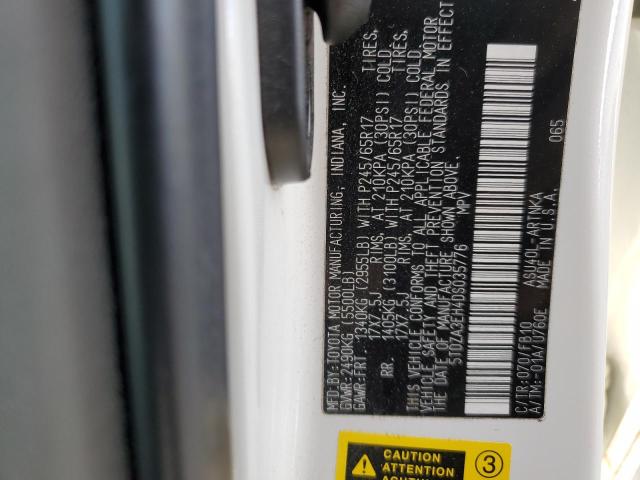 MFD. BY: TOYOTA MOTOR MANUFACTURING, INDIANA, INC.
GVWR: 2490KG (5500LB)
GAWR: FRT. 1340KG (2955LB) WITH P245/65R17 TIRES,
17X7.5J RIMS, AT 210KPA (30PSI) COLD.
RR 1405KG (3100LB) WITH P245/65R17 TIRES,
17X7.5J RIMS, AT 210KPA (30PSI) COLD.
THIS VEHICLE CONFORMS TO ALL APPLICABLE FEDERAL MOTOR
VEHICLE SAFETY AND THEFT PREVENTION STANDARDS IN EFFECT
ON THE DATE OF MANUFACTURE SHOWN ABOVE.
5TDZA3EH4DS035776 MPV
C/TR: 070/FB10 ASU40L-ARTNKA 065
A/TM: -01A/U760E MADE IN U.S.A.
CAUTION
ATTENTION
3